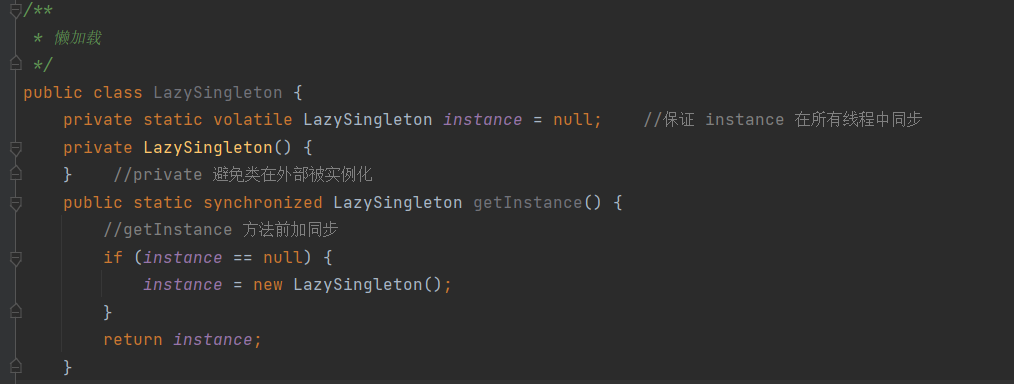 /**
 * 懒加载
 */
public class LazySingleton {
    private static volatile LazySingleton instance = null;    //保证 instance 在所有线程中同步
    private LazySingleton() {
    }    //private 避免类在外部被实例化
    public static synchronized LazySingleton getInstance() {
        //getInstance 方法前加同步
        if (instance == null) {
            instance = new LazySingleton();
        }
        return instance;
    }